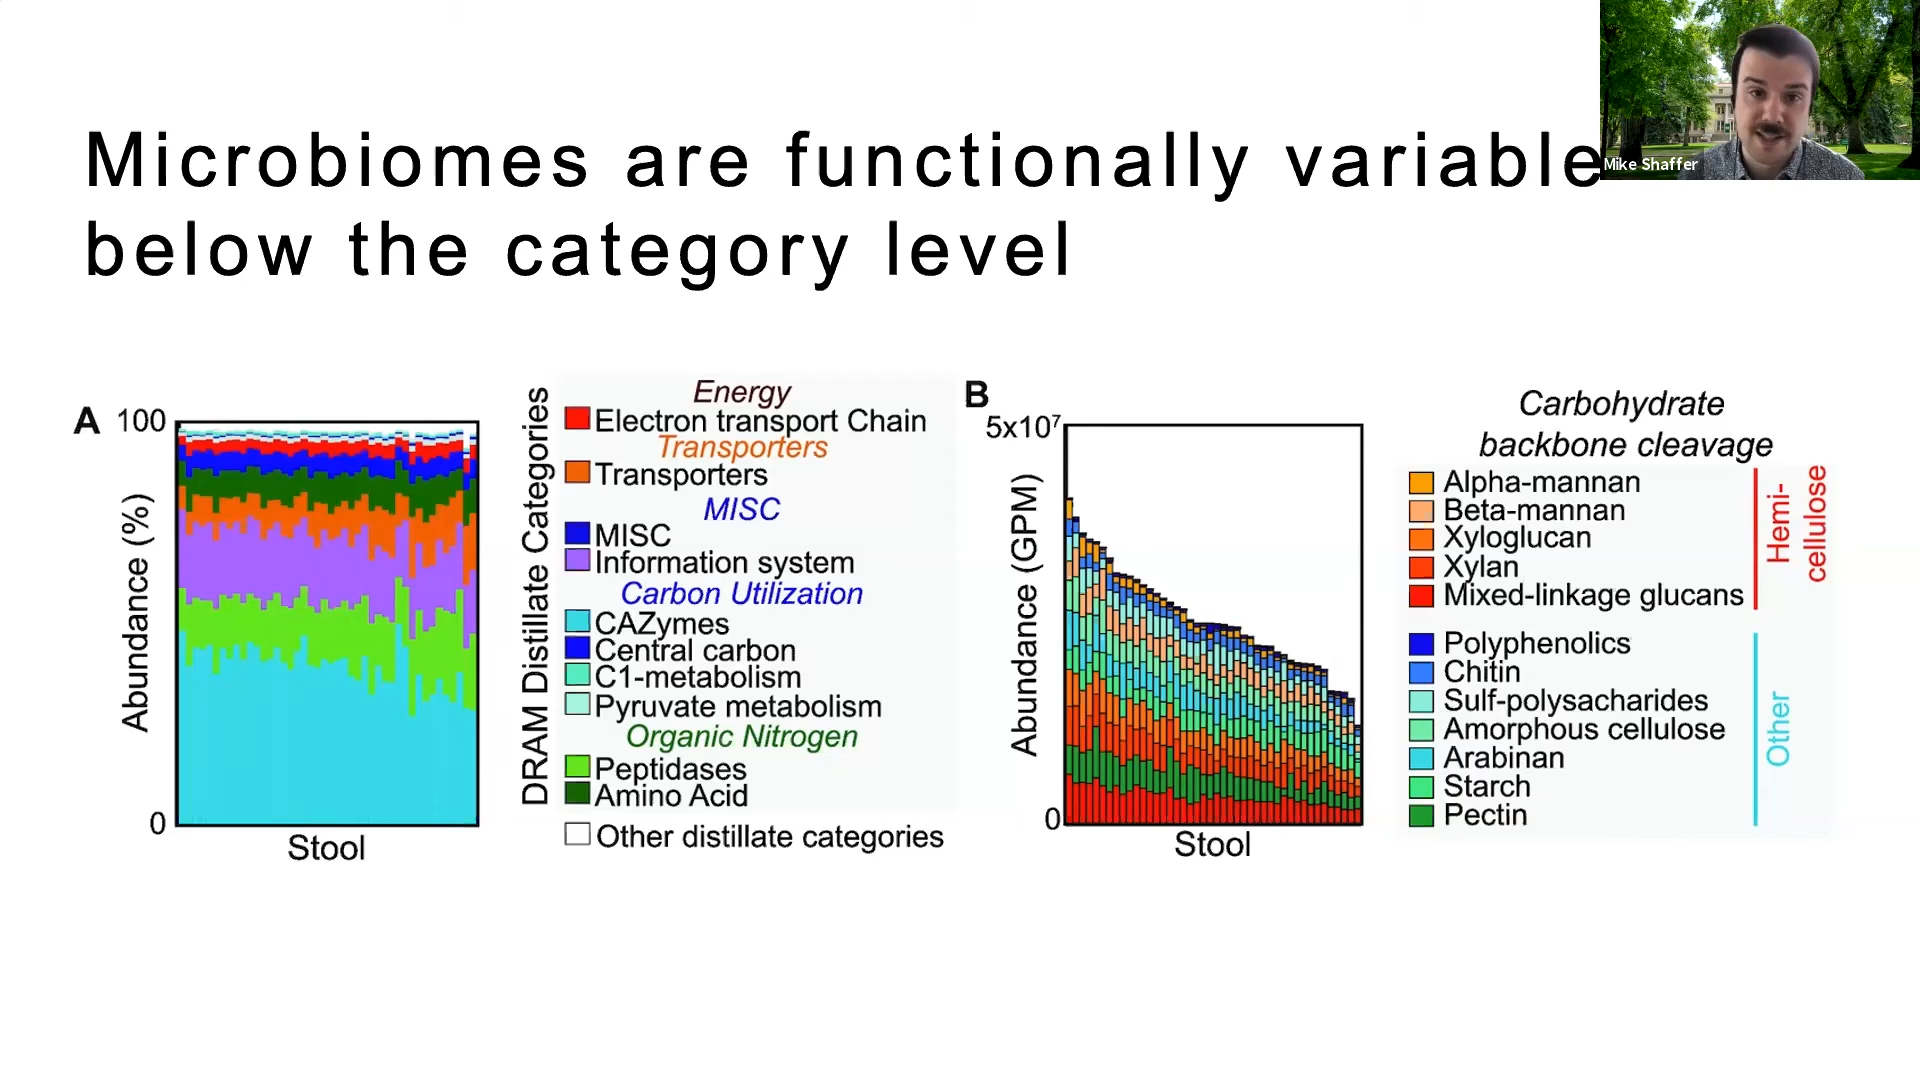 Microbiomes are functionally variable
below the category level
Mike Shaffer
A
100
Abundance (%)
0
Stool
DRAM Distillate Categories
Energy
Electron transport Chain
Transporters
Transporters
MISC
MISC
Information system
Carbon Utilization
CAZymes
Central carbon
C1-metabolism
Pyruvate metabolism
Organic Nitrogen
Peptidases
Amino Acid
Other distillate categories
B
5x10⁷
Abundance (GPM)
0
Stool
Carbohydrate
backbone cleavage
Alpha-mannan
Beta-mannan
Xyloglucan
Xylan
Mixed-linkage glucans
Hemi-
cellulose
Polyphenolics
Chitin
Sulf-polysacharides
Amorphous cellulose
Arabinan
Starch
Pectin
Other